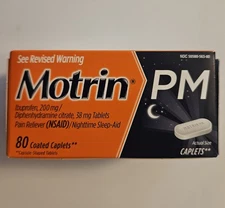 See Revised Warning
Motrin® PM
Ibuprofen, 200 mg/
Diphenhydramine citrate, 38 mg Tablets
Pain Reliever (NSAID)/Nighttime Sleep-Aid
80 Coated Caplets**
**Capsule-Shaped Tablets
Actual Size
CAPLETS**